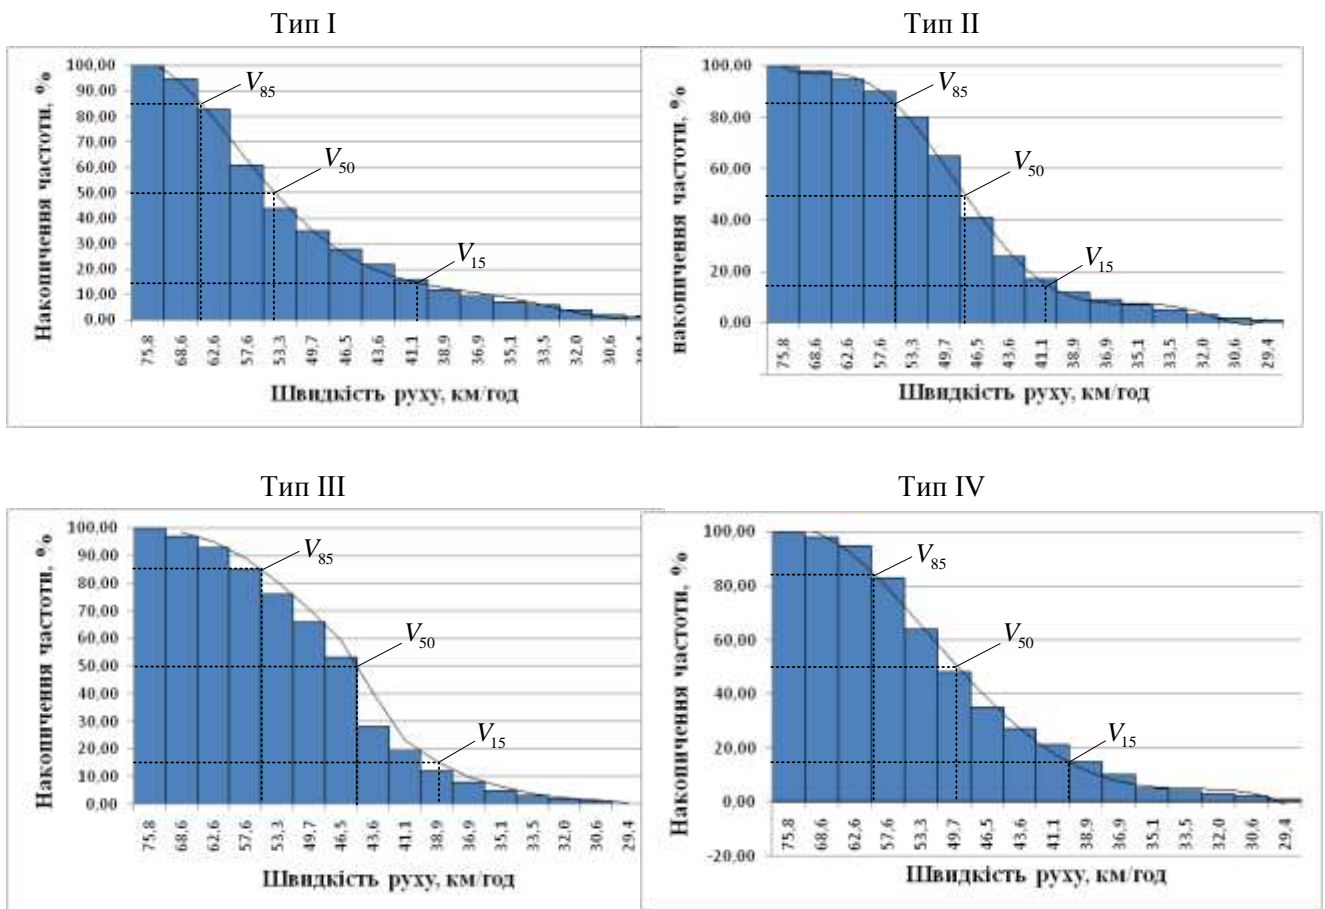 Тип I
Тип II
Накопичення частоти, %
100,00
90,00
80,00
70,00
60,00
50,00
40,00
30,00
20,00
10,00
0,00
V85
V50
V15
75,8 68,6 62,6 57,6 53,3 49,7 46,5 43,6 41,1 38,9 36,9 35,1 33,5 32,0 30,6
Швидкість руху, км/год
накопичення частоти, %
100,00
80,00
60,00
40,00
20,00
0,00
V85
V50
V15
75,8 68,6 62,6 57,6 53,3 49,7 46,5 43,6 41,1 38,9 36,9 35,1 33,5 32,0 30,6 29,4
Швидкість руху, км/год
Тип III
Тип IV
Накопичення частоти, %
100,00
90,00
80,00
70,00
60,00
50,00
40,00
30,00
20,00
10,00
0,00
V85
V50
V15
75,8 68,6 62,6 57,6 53,3 49,7 46,5 43,6 41,1 38,9 36,9 35,1 33,5 32,0 30,6 29,4
Швидкість руху, км/год
Накопичення частоти, %
100,00
80,00
60,00
40,00
20,00
0,00
-20,00
V85
V50
V15
75,8 68,6 62,6 57,6 53,3 49,7 46,5 43,6 41,1 38,9 36,9 35,1 33,5 32,0 30,6 29,4
Швидкість руху, км/год